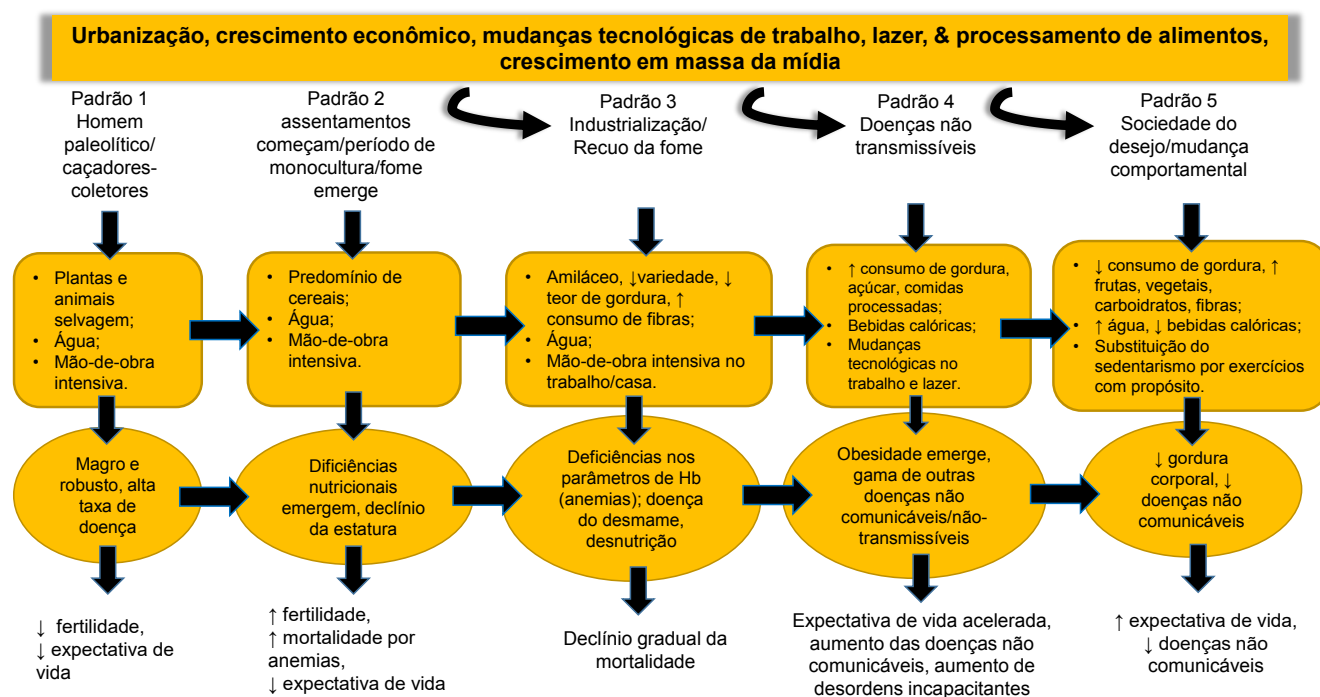 Urbanização, crescimento econômico, mudanças tecnológicas de trabalho, lazer, & processamento de alimentos,
crescimento em massa da mídia
Padrão 1
Homem
paleolítico/
caçadores-
coletores
Padrão 2
assentamentos
começam/período de
monocultura/fome
emerge
Padrão 3
Industrialização/
Recuo da fome
Padrão 4
Doenças não
transmissíveis
Padrão 5
Sociedade do
desejo/mudança
comportamental
• Plantas e
animais
selvagem;
• Água;
• Mão-de-obra
intensiva.
• Predomínio de
cereais;
• Água;
• Mão-de-obra
intensiva.
• Amiláceo, ↓variedade, ↓
teor de gordura, ↑
consumo de fibras;
• Água;
• Mão-de-obra intensiva no
trabalho/casa.
• ↑ consumo de gordura,
açúcar, comidas
processadas;
• Bebidas calóricas;
• Mudanças
tecnológicas no
trabalho e lazer.
• ↓ consumo de gordura, ↑
frutas, vegetais,
carboidratos, fibras;
• ↑ água, ↓ bebidas calóricas;
• Substituição do
sedentarismo por exercícios
com propósito.
Magro e
robusto, alta
taxa de
doença
Dificiências
nutricionais
emergem, declínio
da estatura
Deficiências nos
parâmetros de Hb
(anemias); doença
do desmame,
desnutrição
Obesidade emerge,
gama de outras
doenças não
comunicáveis/não-
transmissíveis
↓ gordura
corporal, ↓
doenças não
comunicáveis
↓ fertilidade,
↓ expectativa de
vida
↑ fertilidade,
↑ mortalidade por
anemias,
↓ expectativa de vida
Declínio gradual da
mortalidade
Expectativa de vida acelerada,
aumento das doenças não
comunicáveis, aumento de
desordens incapacitantes
↑ expectativa de vida,
↓ doenças não
comunicáveis